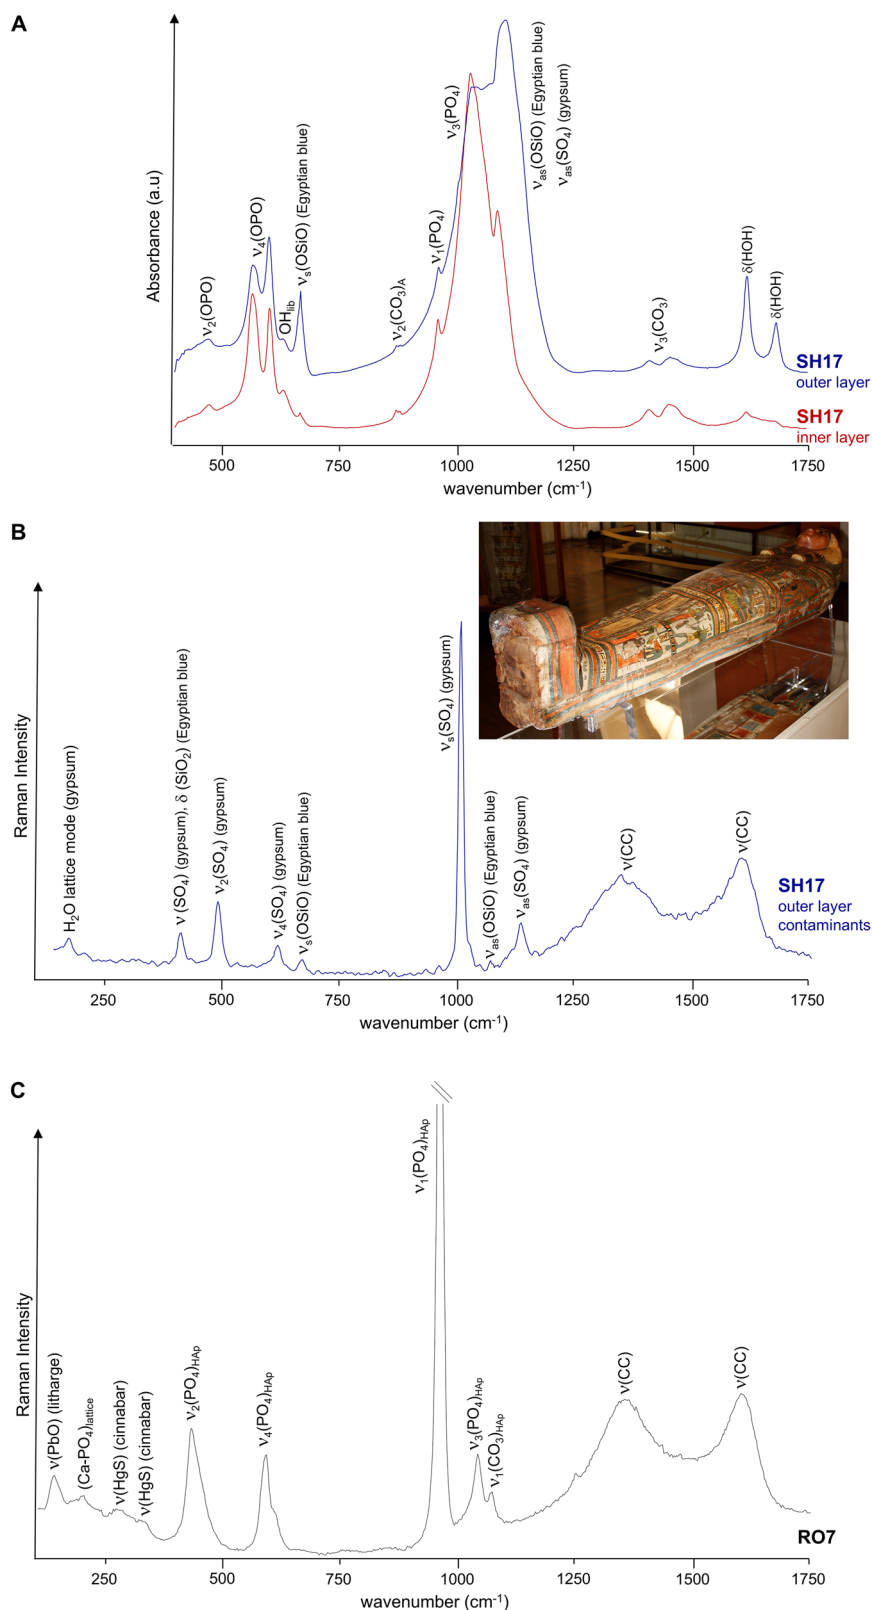 A
Absorbance (a.u)
ν2(OPO)
ν4(OPO)
OHlib
νs(OSiO) (Egyptian blue)
ν2(CO3)A
ν1(PO4)
ν3(PO4)
νas(OSiO) (Egyptian blue)
νas(SO4) (gypsum)
ν3(CO3)
δ(HOH)
δ(HOH)
SH17
outer layer
SH17
inner layer
500 750 1000 1250 1500 1750
wavenumber (cm-1)
B
Raman Intensity
H2O lattice mode (gypsum)
ν (SO4) (gypsum), δ (SiO2) (Egyptian blue)
ν2(SO4) (gypsum)
ν4(SO4) (gypsum)
νs(OSiO) (Egyptian blue)
νs(SO4) (gypsum)
νas(OSiO) (Egyptian blue)
νas(SO4) (gypsum)
ν(CC)
ν(CC)
SH17
outer layer
contaminants
250 500 750 1000 1250 1500 1750
wavenumber (cm-1)
C
Raman Intensity
ν(PbO) (litharge)
(Ca-PO4)lattice
ν(HgS) (cinnabar)
ν(HgS) (cinnabar)
ν2(PO4)HAp
ν4(PO4)HAp
ν1(PO4)HAp
ν3(PO4)HAp
ν1(CO3)HAp
ν(CC)
ν(CC)
RO7
250 500 750 1000 1250 1500 1750
wavenumber (cm-1)